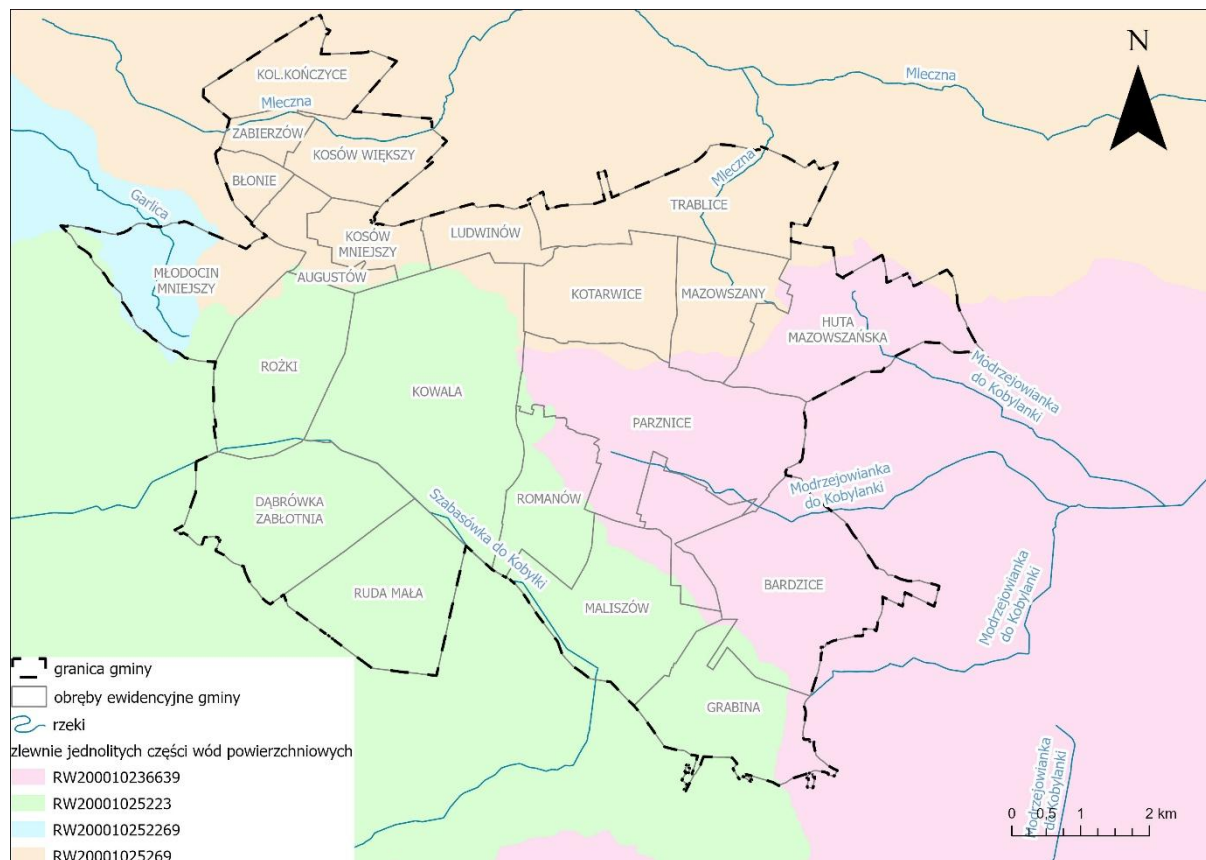 N
KOL.KOŃCZYCE
Mleczna
Mleczna
ZABIERZÓW
KOSÓW WIĘKSZY
BŁONIE
Mleczna
Garlica
TRABLICE
KOSÓW
MNIEJSZY
LUDWINÓW
MŁODOCIN
MNIEJSZY
AUGUSTÓW
KOTARWICE
MAZOWSZANY
HUTA
MAZOWSZAŃSKA
ROŻKI
KOWALA
Modrzejowianka
do Kobylanki
PARZNICE
Modrzejowianka
do Kobylanki
DĄBRÓWKA
ZABŁOTNIA
Szabasówka do Kobyłki
ROMANÓW
RUDA MAŁA
MALISZÓW
BARDZICE
Modrzejowianka
do Kobylanki
GRABINA
Modrzejowianka
do Kobylanki
granica gminy
obręby ewidencyjne gminy
rzeki
zlewnie jednolitych części wód powierzchniowych
RW200010236639
RW20001025223
RW200010252269
RW20001025269
0 0,5 1 2 km